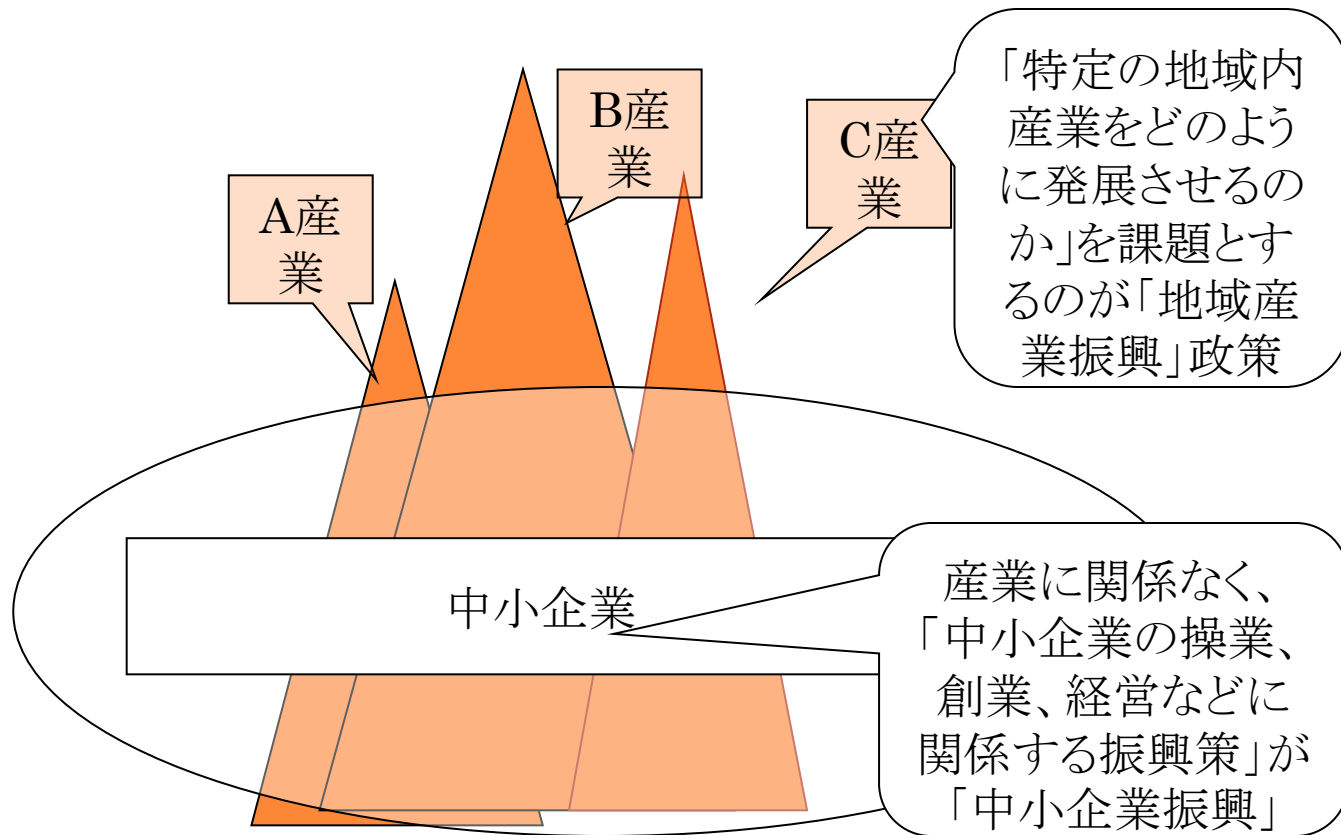 「特定の地域内
産業をどのよう
に発展させるの
か」を課題とす
るのが「地域産
業振興」政策
B産
業
C産
業
A産
業
中小企業
産業に関係なく、
「中小企業の操業、
創業、経営などに
関係する振興策」が
「中小企業振興」